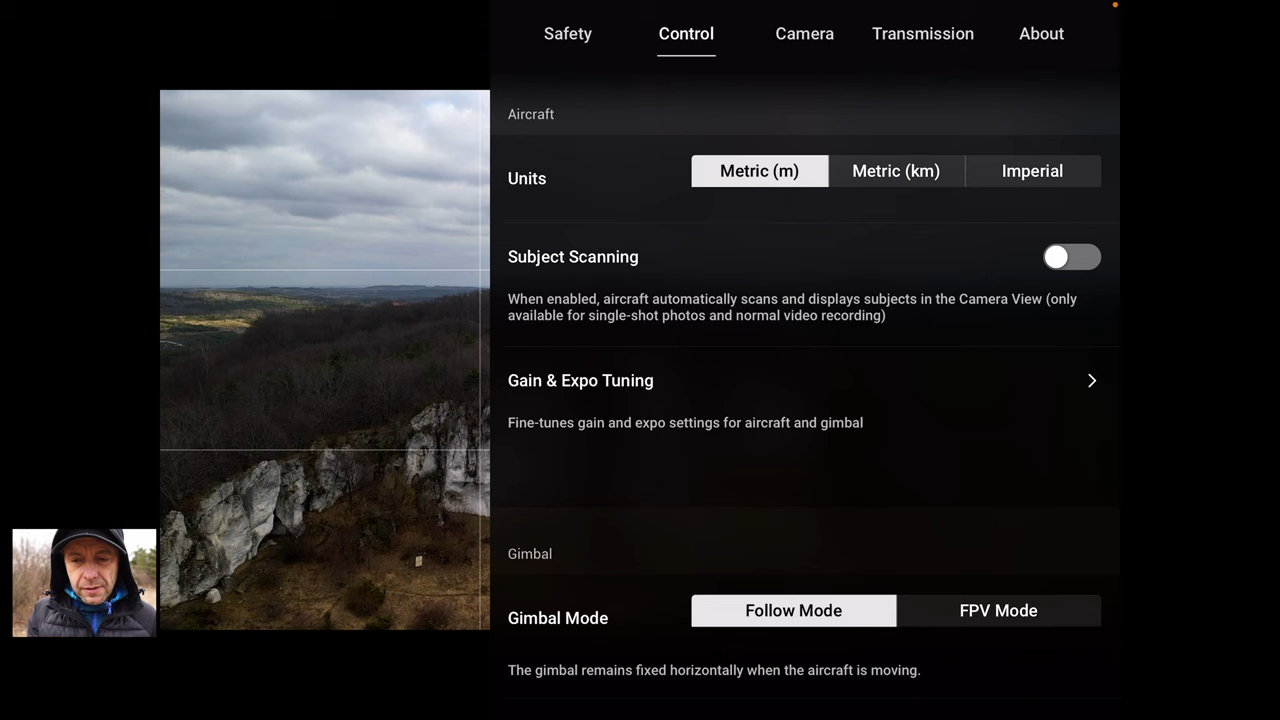 Safety Control Camera Transmission About
Aircraft
Units Metric (m) Metric (km) Imperial
Subject Scanning
When enabled, aircraft automatically scans and displays subjects in the Camera View (only
available for single-shot photos and normal video recording)
Gain & Expo Tuning
Fine-tunes gain and expo settings for aircraft and gimbal
Gimbal
Gimbal Mode Follow Mode FPV Mode
The gimbal remains fixed horizontally when the aircraft is moving.